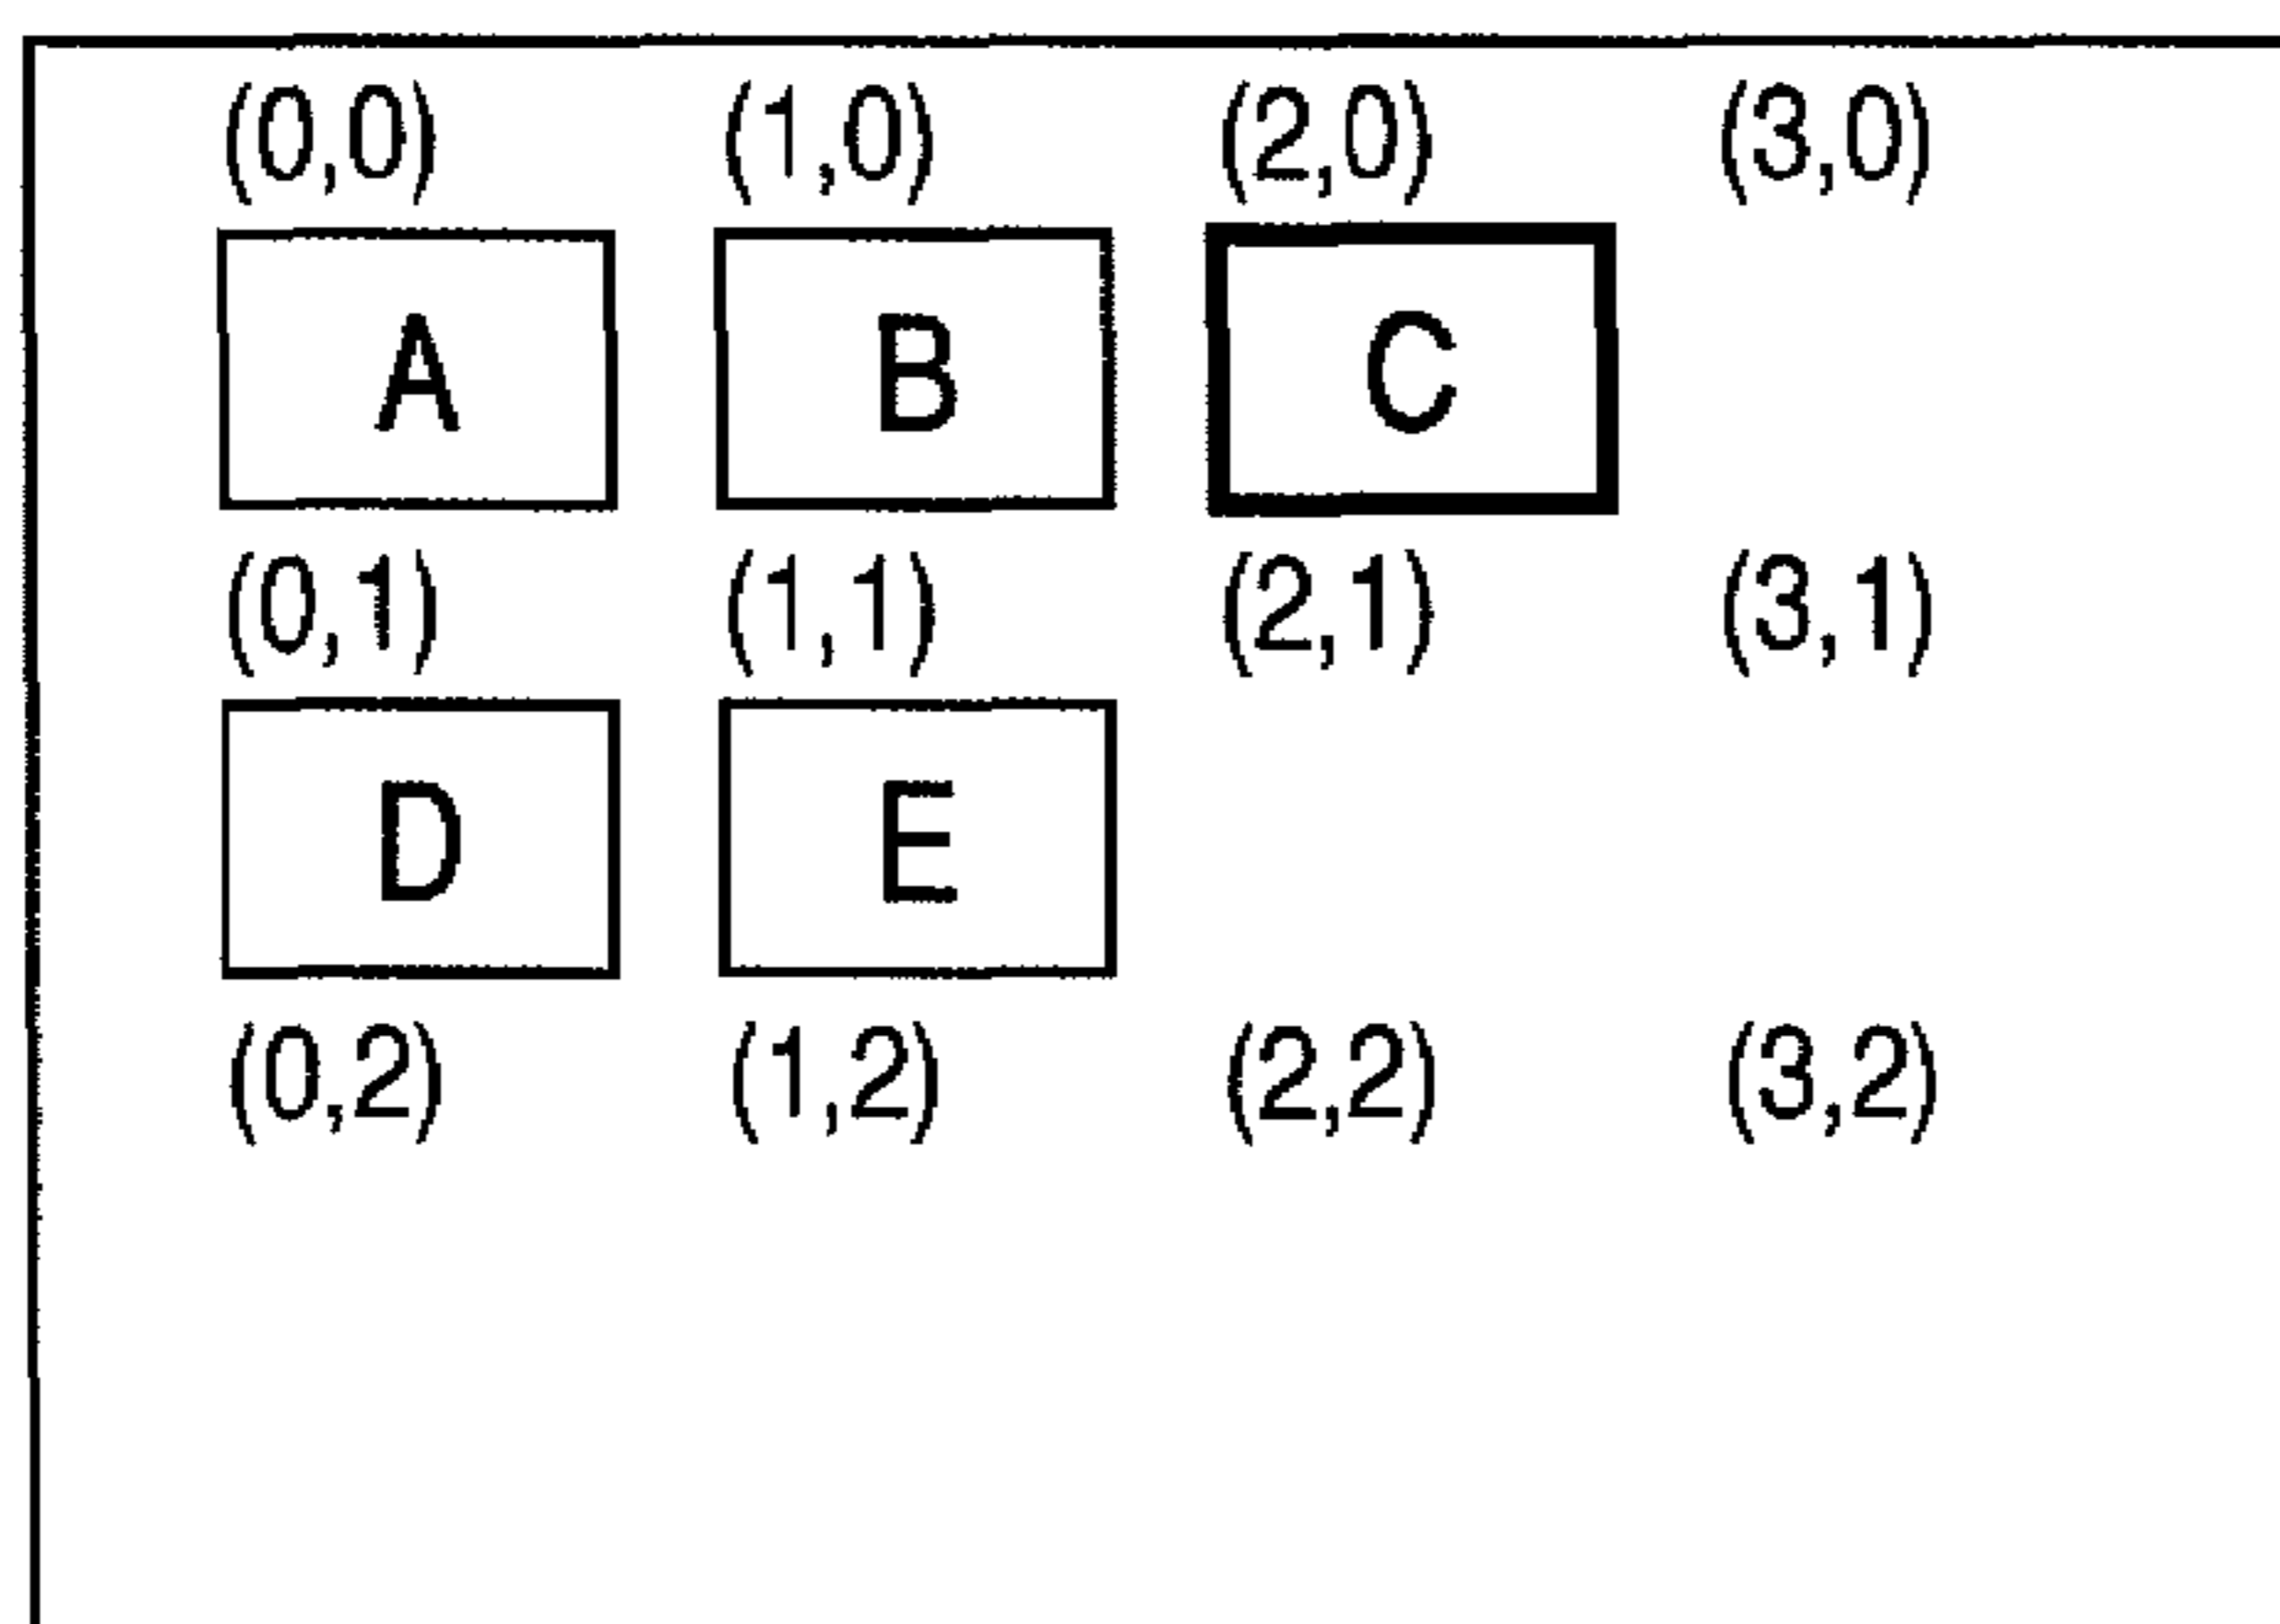 (0,0) (1,0) (2,0) (3,0)
A B C
(0,1) (1,1) (2,1) (3,1)
D E
(0,2) (1,2) (2,2) (3,2)